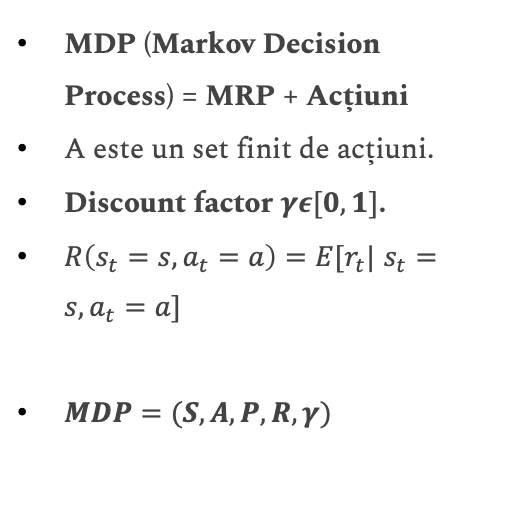 • MDP (Markov Decision
Process) = MRP + Acțiuni
• A este un set finit de acțiuni.
• Discount factor γϵ[0, 1].
• R(sₜ = s, aₜ = a) = E[rₜ| sₜ =
s, aₜ = a]
• MDP = (S, A, P, R, γ)